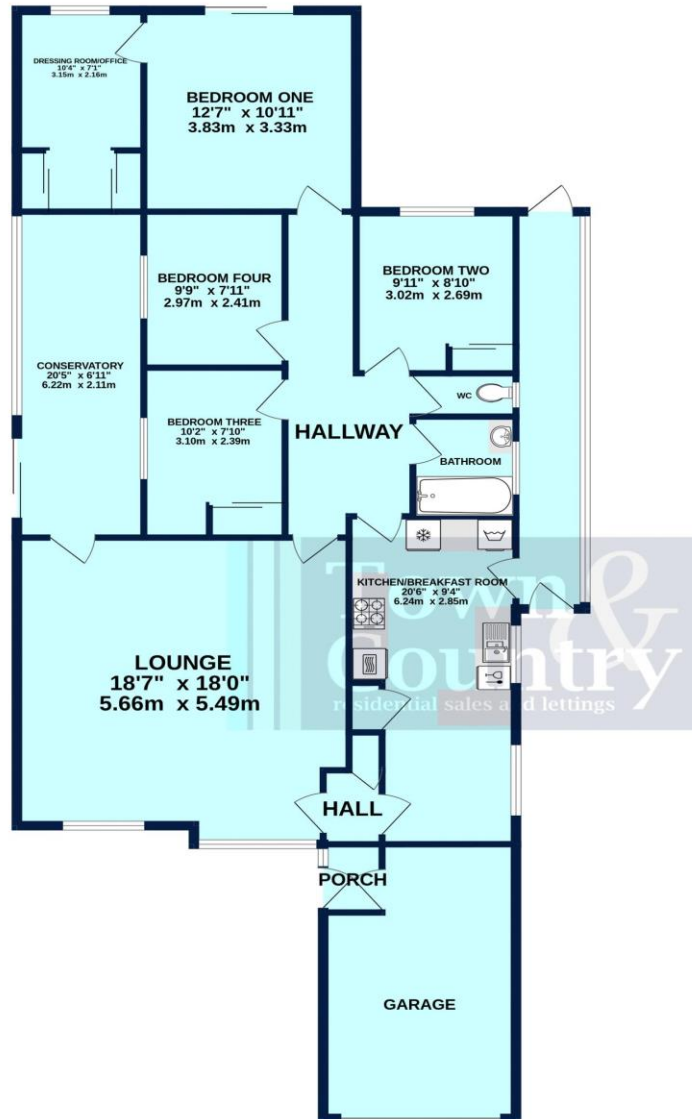 DRESSING ROOM/OFFICE
10'4" x 7'1"
3.15m x 2.16m
BEDROOM ONE
12'7" x 10'11"
3.83m x 3.33m
BEDROOM FOUR
9'9" x 7'11"
2.97m x 2.41m
BEDROOM TWO
9'11" x 8'10"
3.02m x 2.69m
CONSERVATORY
20'5" x 6'11"
6.22m x 2.11m
WC
BEDROOM THREE
10'2" x 7'10"
3.10m x 2.39m
HALLWAY
BATHROOM
KITCHEN/BREAKFAST ROOM
20'6" x 9'4"
6.24m x 2.85m
LOUNGE
18'7" x 18'0"
5.66m x 5.49m
Town &
Country
residential sales and lettings
HALL
PORCH
GARAGE